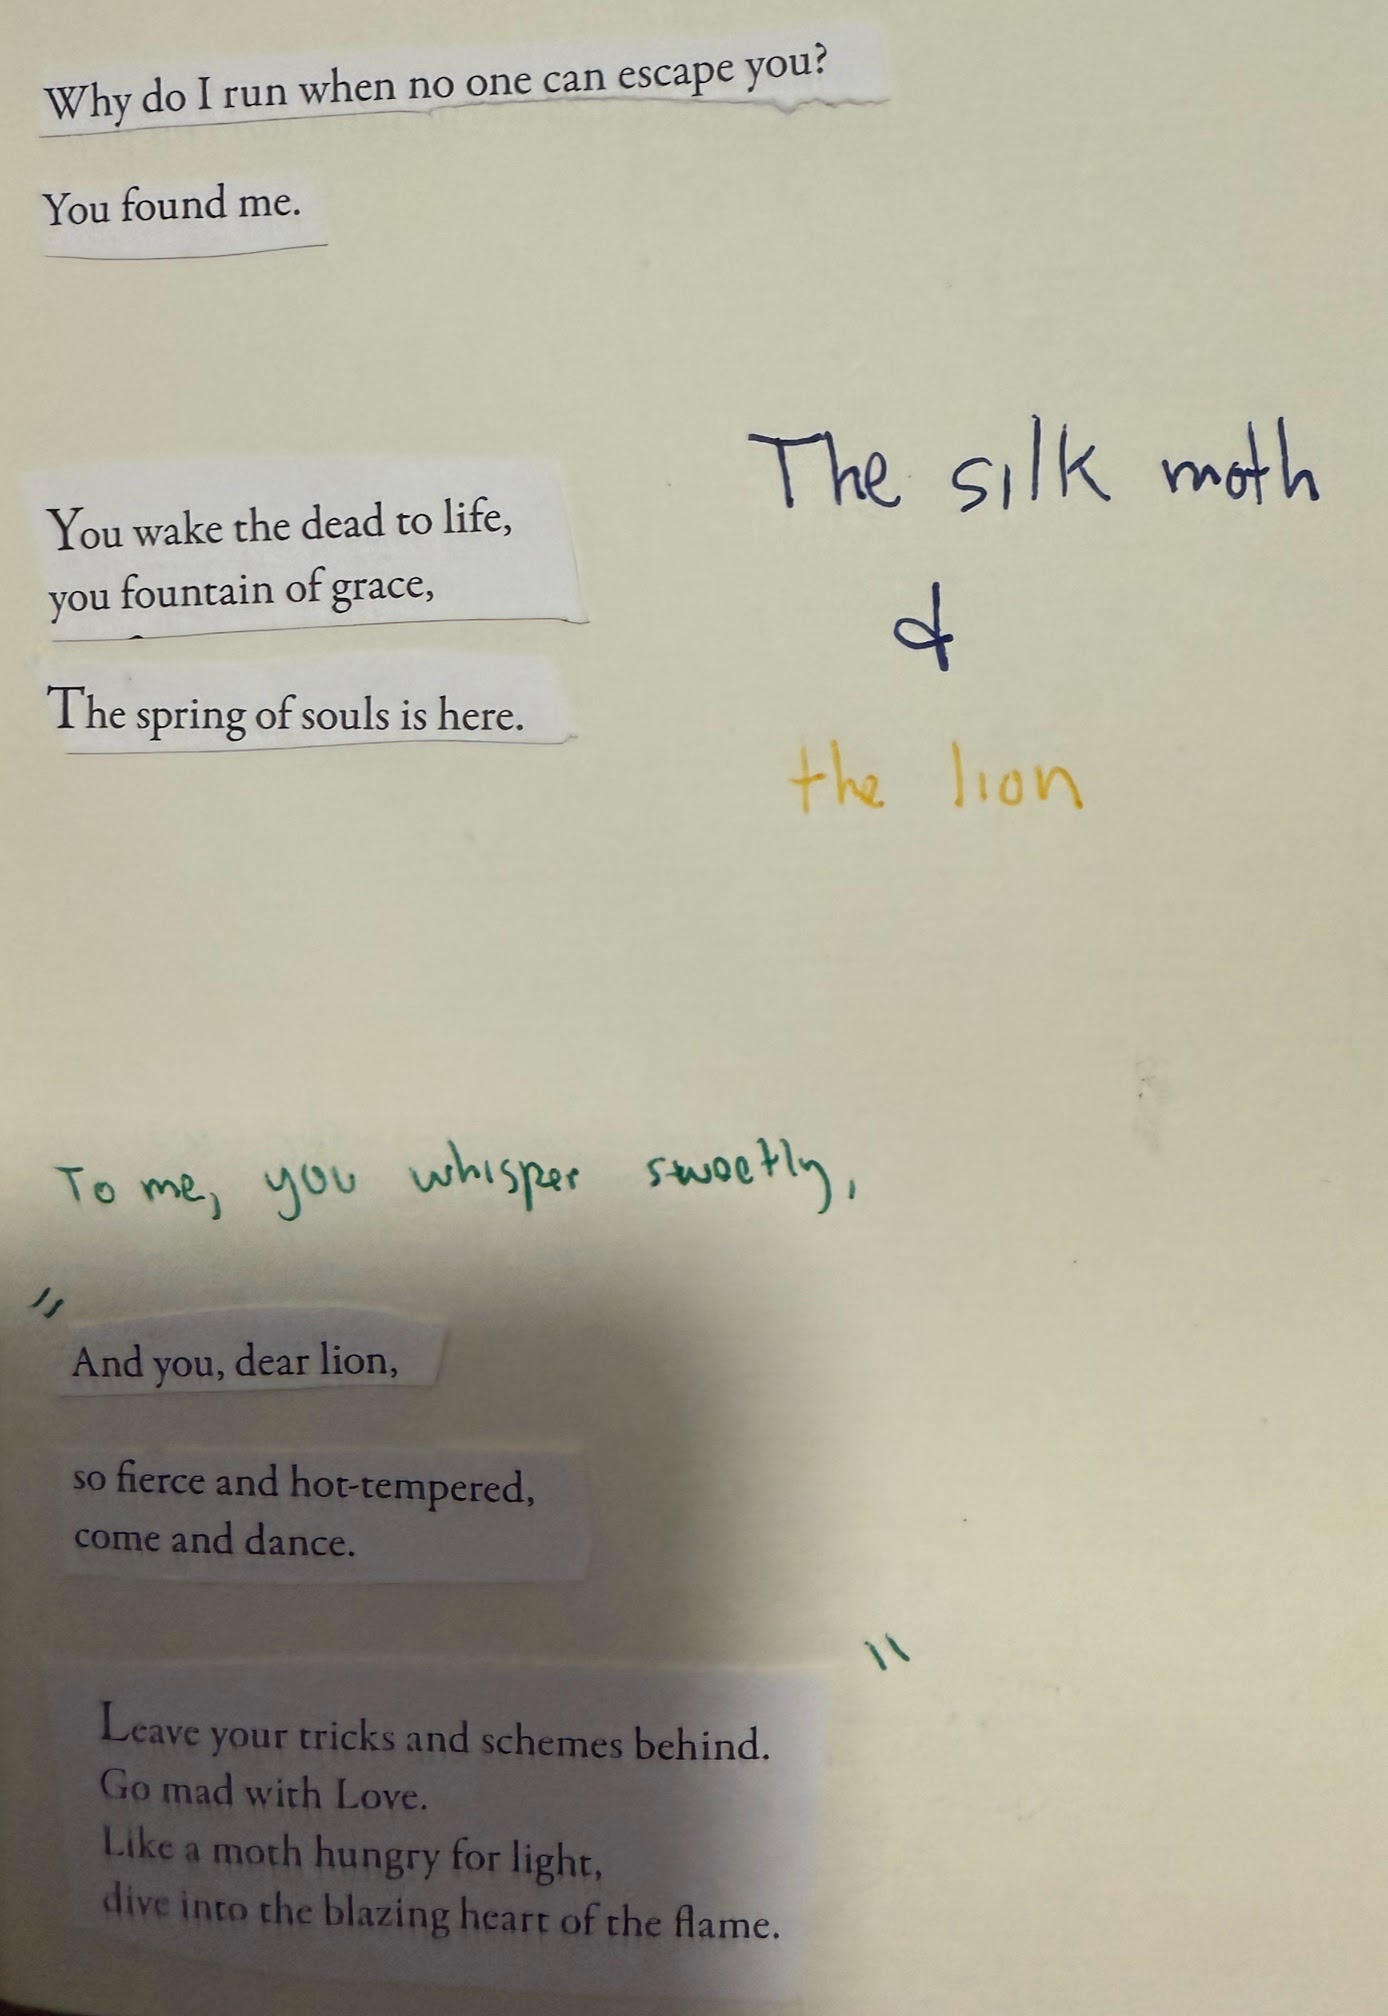 Why do I run when no one can escape you?
You found me.
The silk moth
&
the lion
You wake the dead to life,
you fountain of grace,
The spring of souls is here.
To me, you whisper sweetly,
"
And you, dear lion,
so fierce and hot-tempered,
come and dance.
"
Leave your tricks and schemes behind.
Go mad with Love.
Like a moth hungry for light,
dive into the blazing heart of the flame.